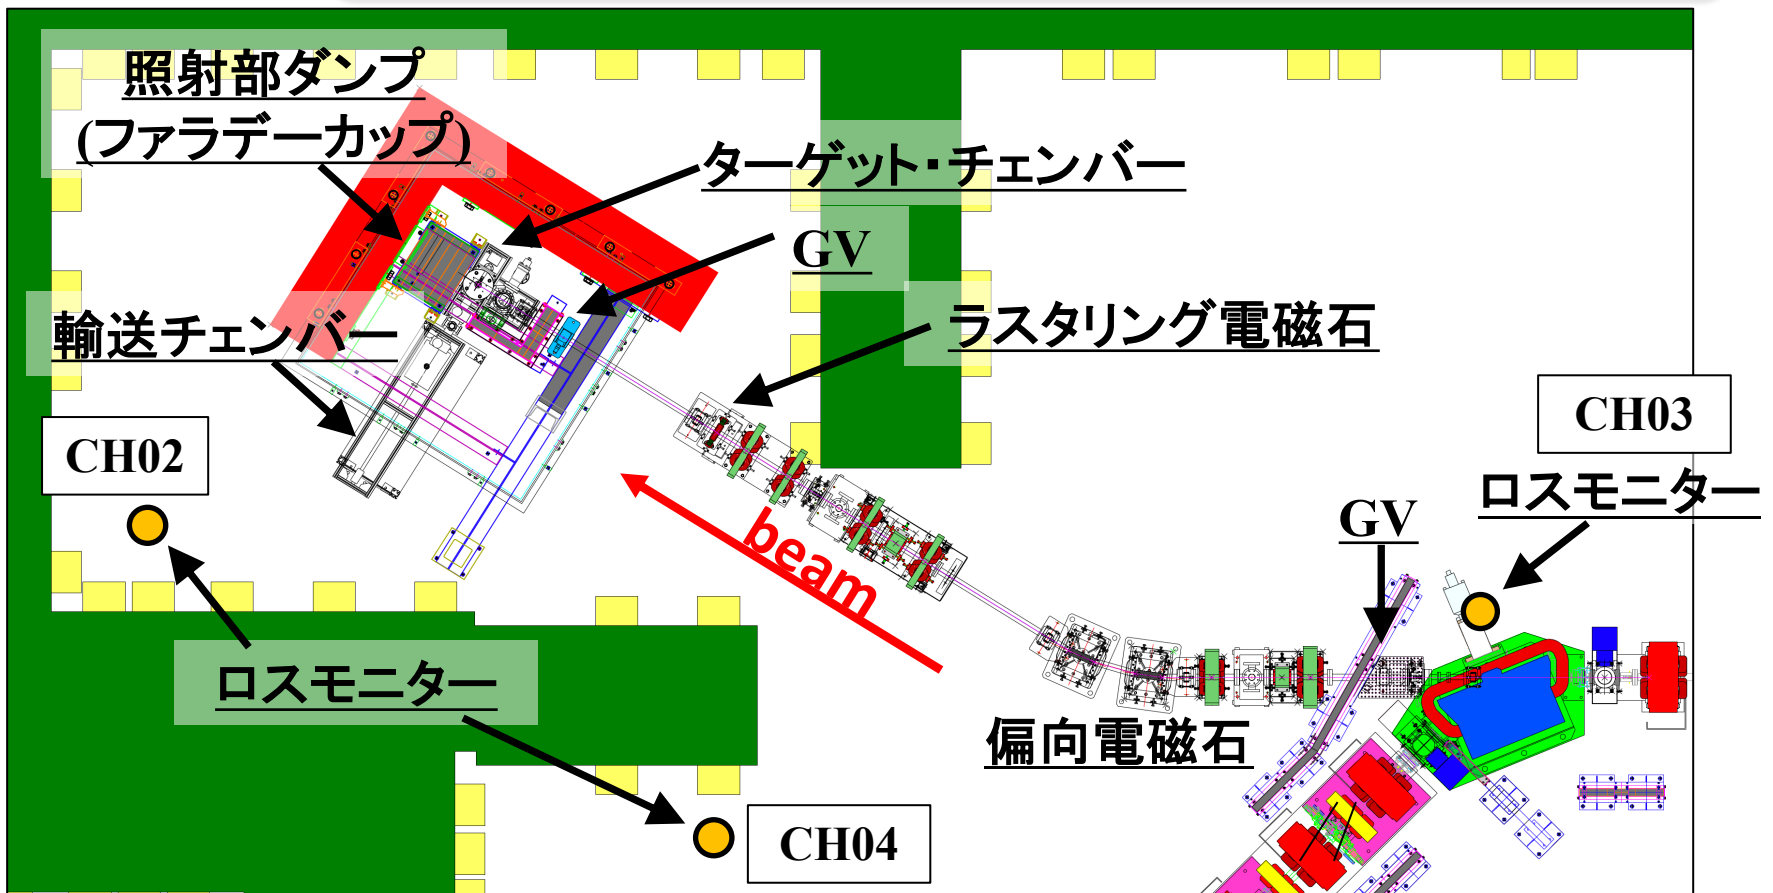 照射部ダンプ
(ファラデーカップ)
ターゲット・チェンバー
GV
ラスタリング電磁石
輸送チェンバー
CH02
CH03
ロスモニター
GV
beam
ロスモニター
偏向電磁石
CH04